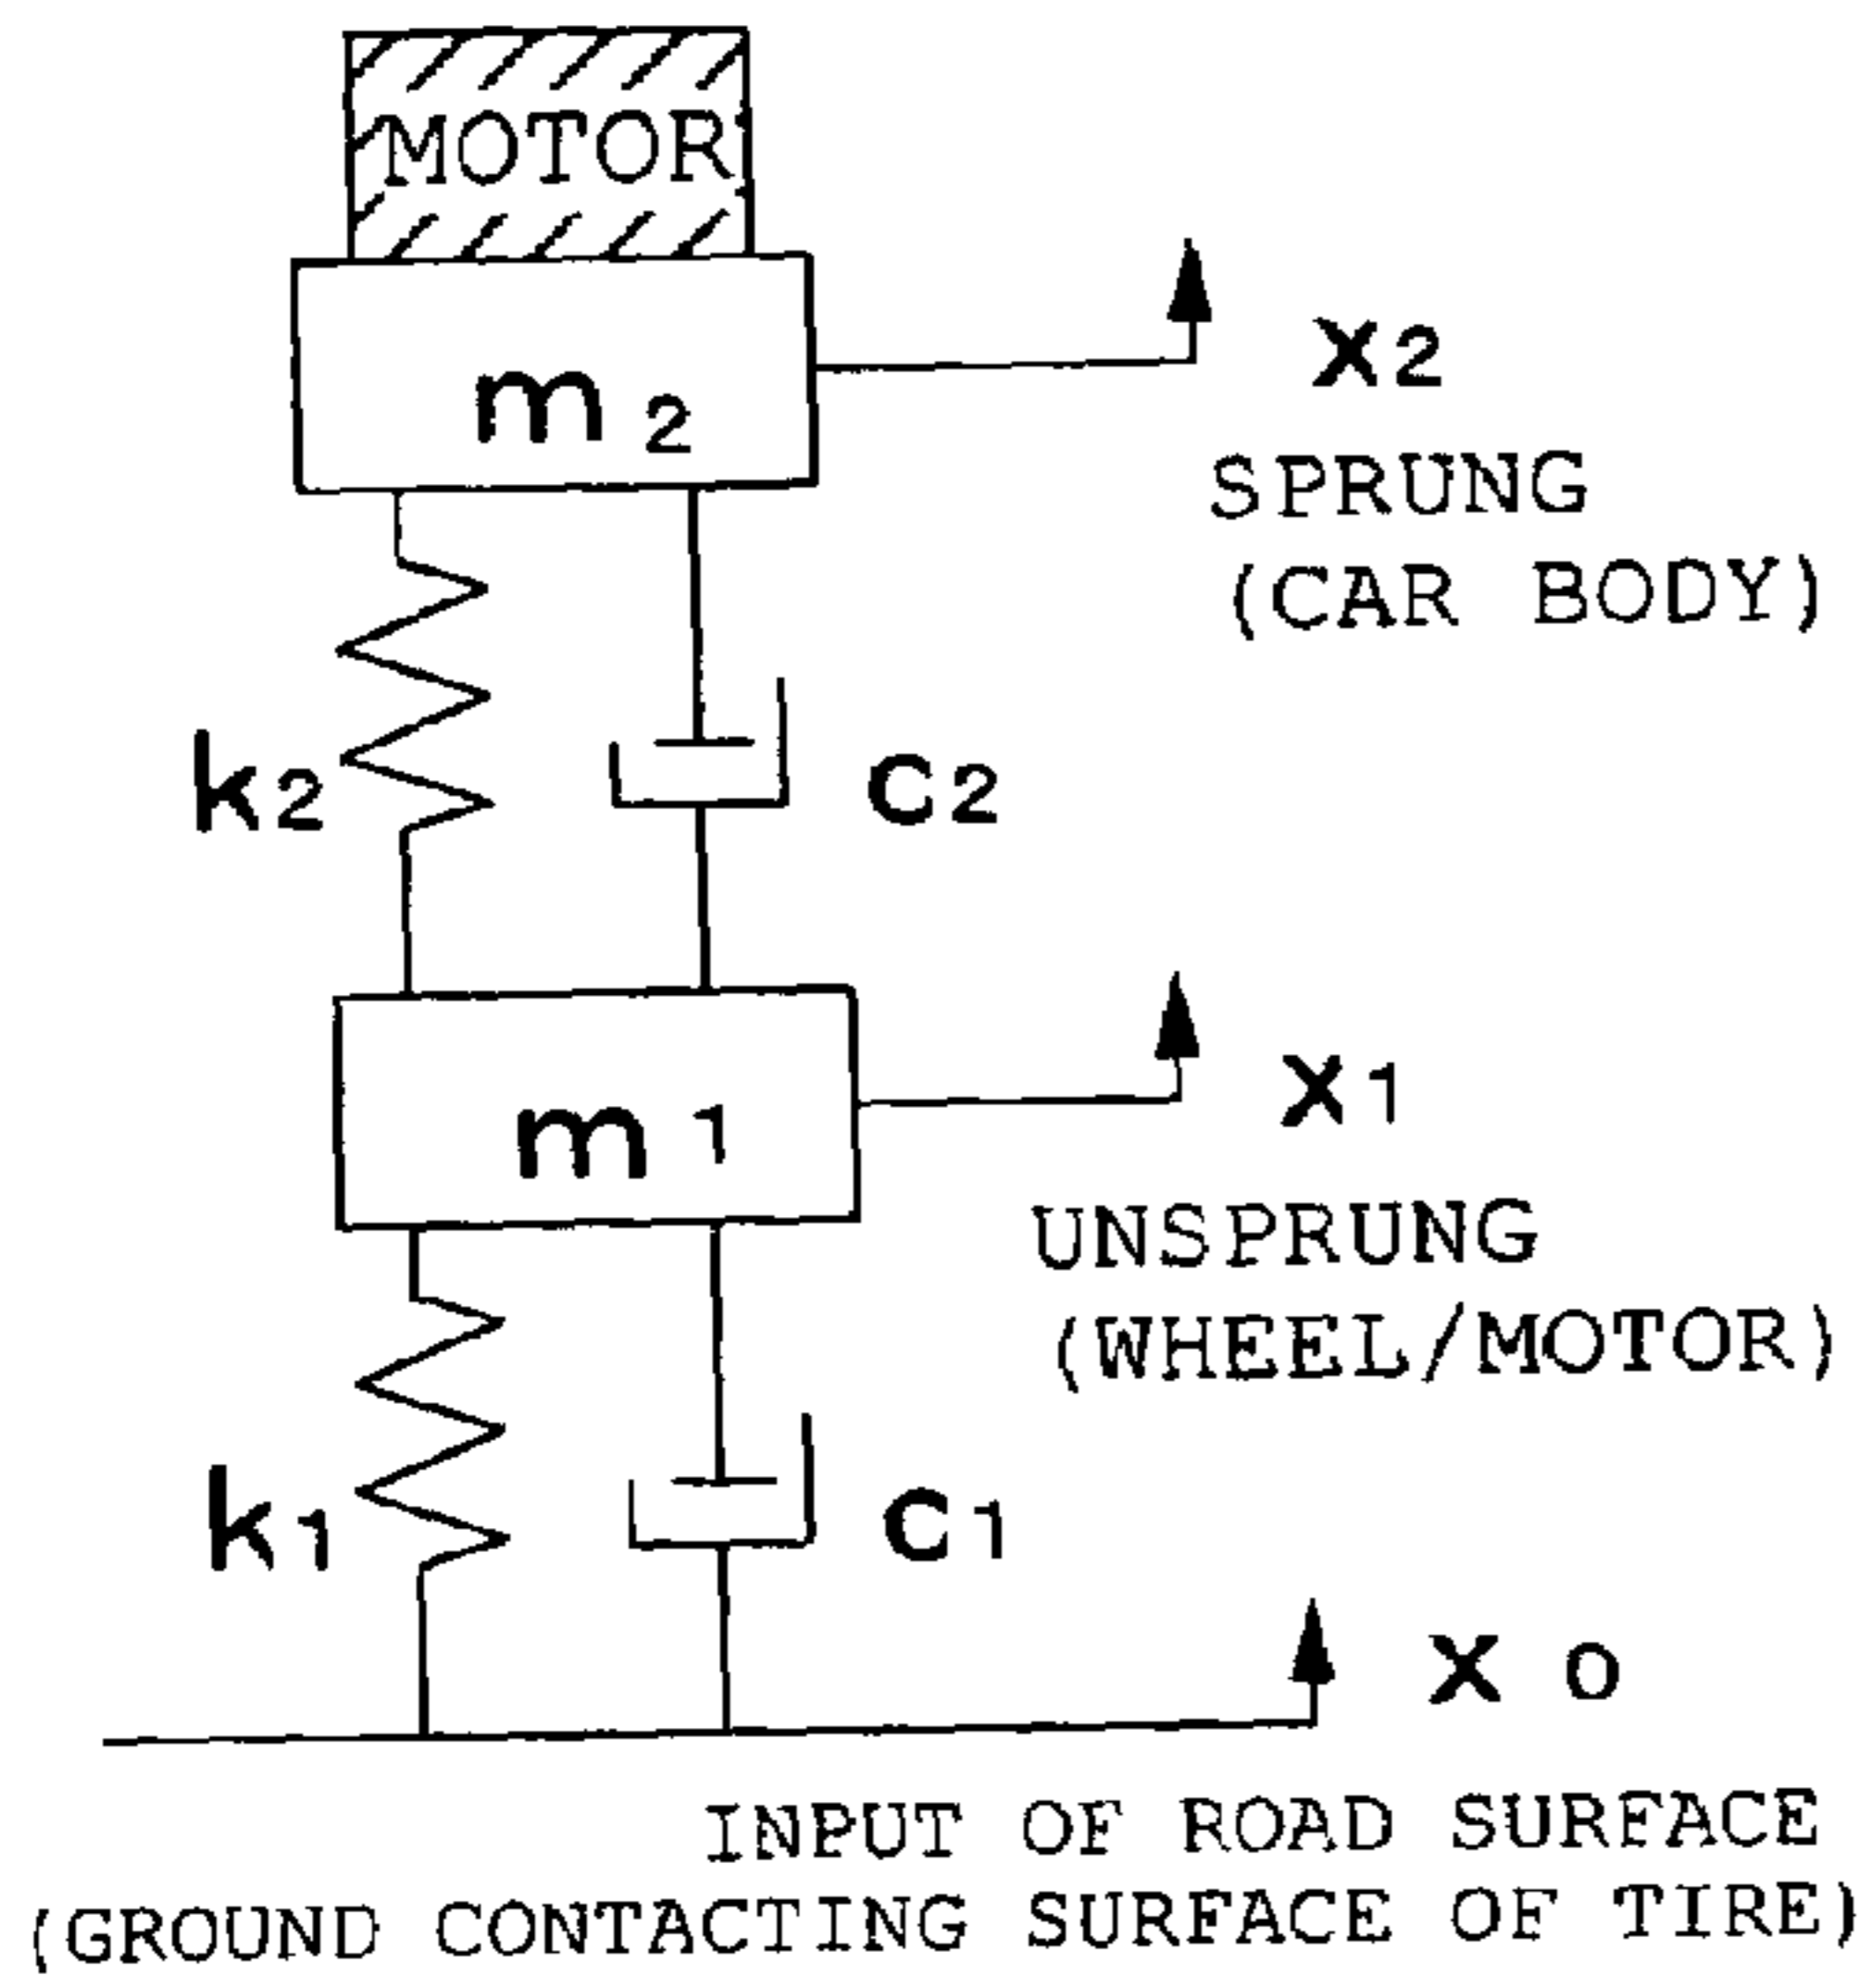 MOTOR
m2
x2
SPRUNG
(CAR BODY)
k2
c2
m1
x1
UNSPRUNG
(WHEEL/MOTOR)
k1
c1
x0
INPUT OF ROAD SURFACE
(GROUND CONTACTING SURFACE OF TIRE)